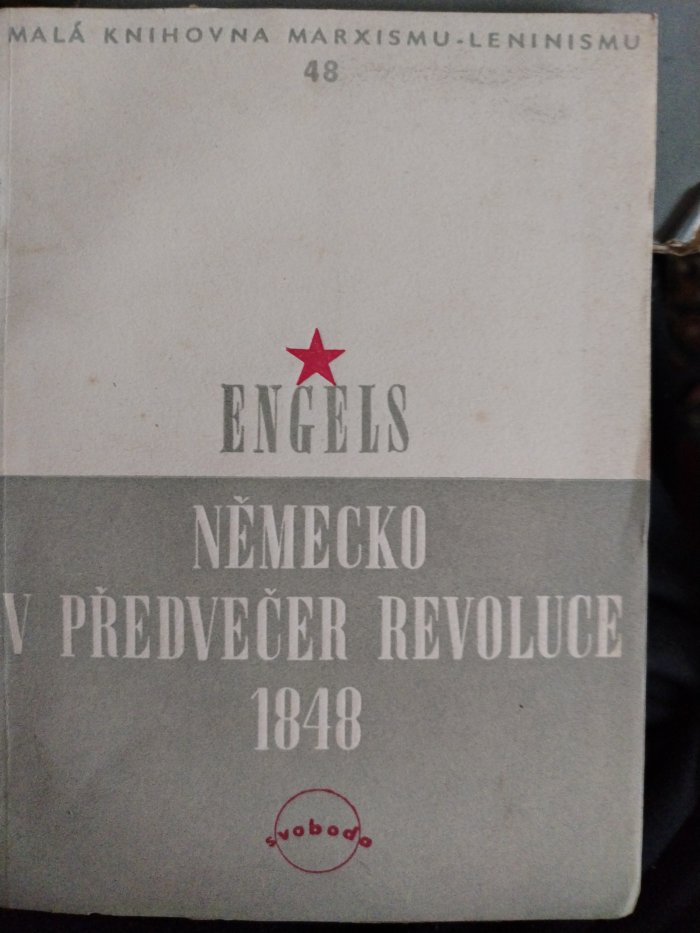 MALÁ KNIHOVNA MARXISMU-LENINISMU
48
ENGELS
NĚMECKO
V PŘEDVEČER REVOLUCE
1848
svoboda